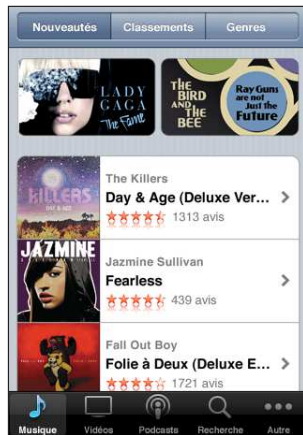 Nouveautés Classements Genres
LADY
GAGA
The Fame
THE
BIRD
AND THE
BEE
Ray Guns
are not
Just the
Future
The Killers
KILLERS
Day & Age (Deluxe Ver...
1313 avis
JAZMINE
Jazmine Sullivan
Fearless
439 avis
Fall Out Boy
Folie à Deux (Deluxe E...
1721 avis
Musique Vidéos Podcasts Recherche Autre